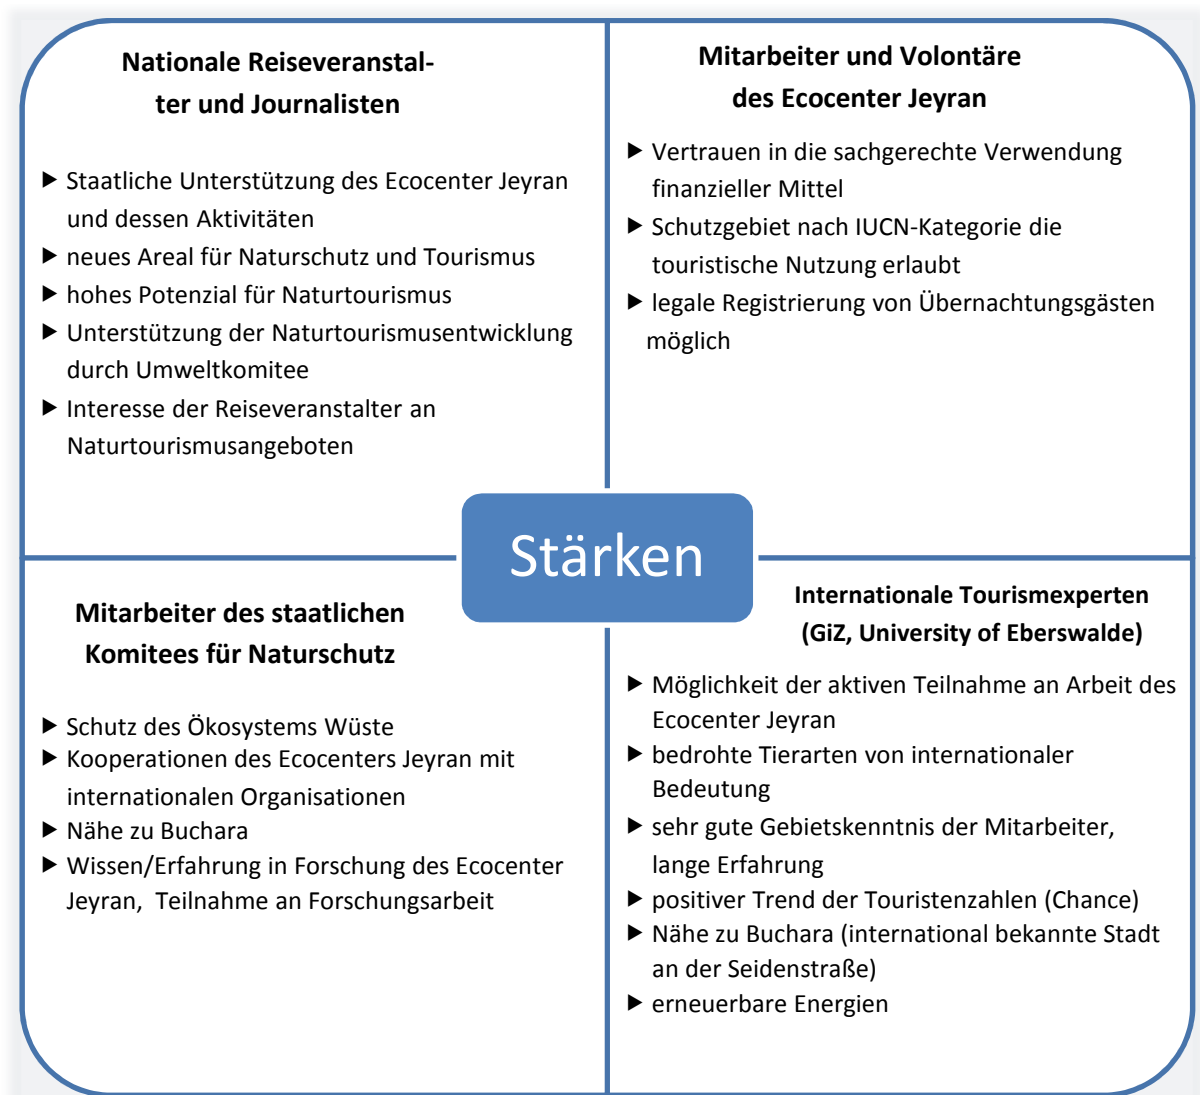 Nationale Reiseveranstal-
ter und Journalisten
▶ Staatliche Unterstützung des Ecocenter Jeyran
und dessen Aktivitäten
▶ neues Areal für Naturschutz und Tourismus
▶ hohes Potenzial für Naturtourismus
▶ Unterstützung der Naturtourismusentwicklung
durch Umweltkomitee
▶ Interesse der Reiseveranstalter an
Naturtourismusangeboten
Mitarbeiter und Volontäre
des Ecocenter Jeyran
▶ Vertrauen in die sachgerechte Verwendung
finanzieller Mittel
▶ Schutzgebiet nach IUCN-Kategorie die
touristische Nutzung erlaubt
▶ legale Registrierung von Übernachtungsgästen
möglich
Stärken
Mitarbeiter des staatlichen
Komitees für Naturschutz
▶ Schutz des Ökosystems Wüste
▶ Kooperationen des Ecocenters Jeyran mit
internationalen Organisationen
▶ Nähe zu Buchara
▶ Wissen/Erfahrung in Forschung des Ecocenter
Jeyran, Teilnahme an Forschungsarbeit
Internationale Tourismexperten
(GiZ, University of Eberswalde)
▶ Möglichkeit der aktiven Teilnahme an Arbeit des
Ecocenter Jeyran
▶ bedrohte Tierarten von internationaler
Bedeutung
▶ sehr gute Gebietskenntnis der Mitarbeiter,
lange Erfahrung
▶ positiver Trend der Touristenzahlen (Chance)
▶ Nähe zu Buchara (international bekannte Stadt
an der Seidenstraße)
▶ erneuerbare Energien